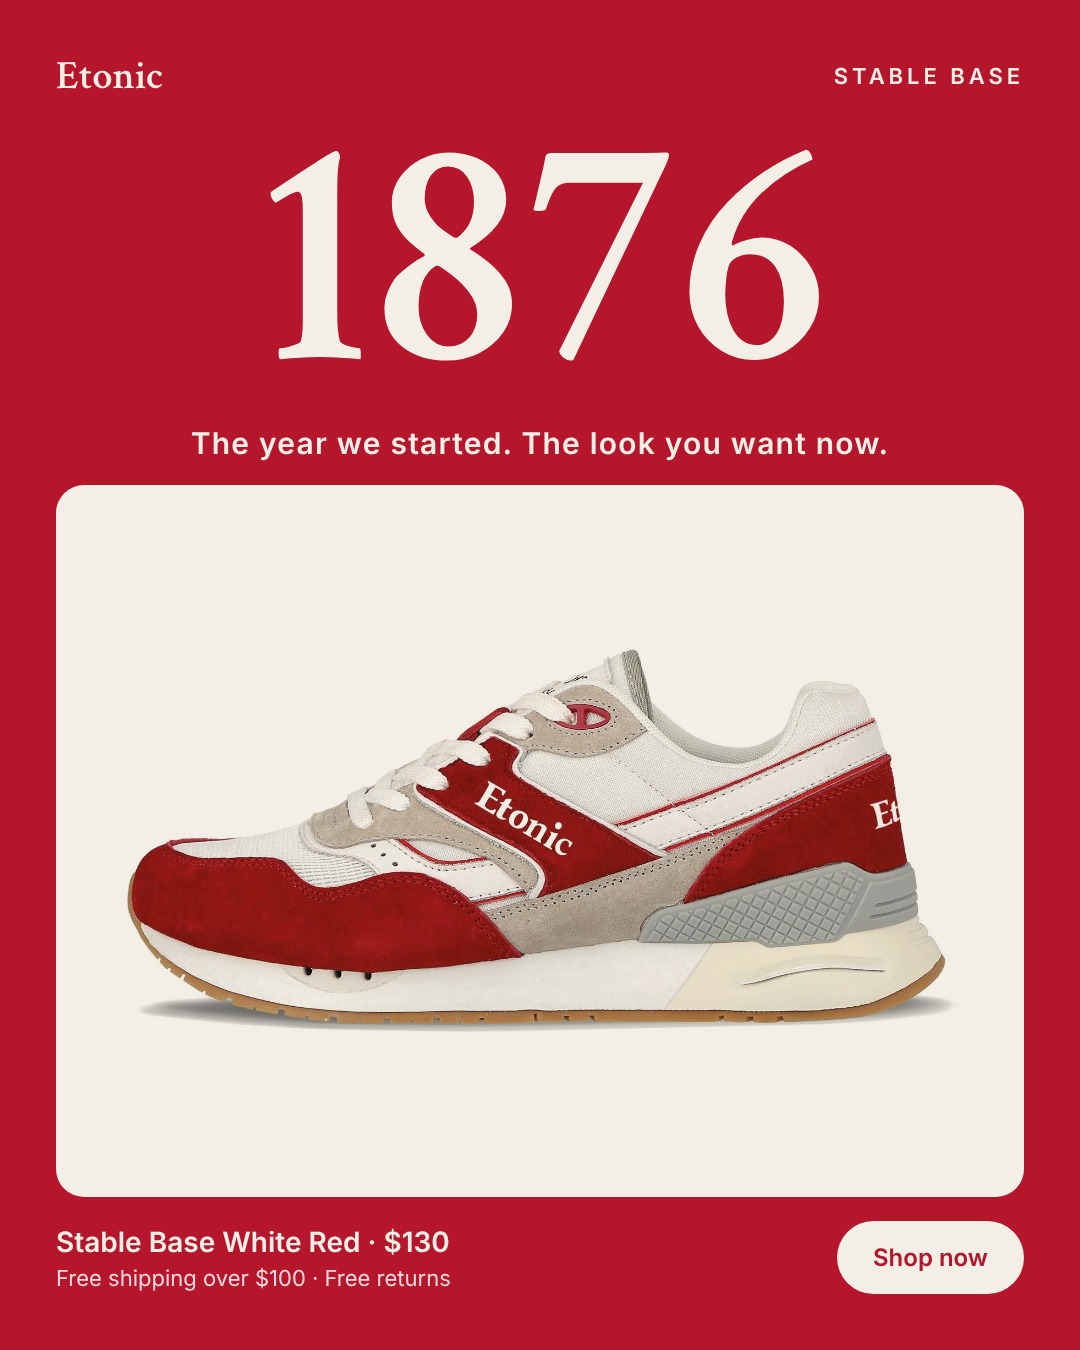 Etonic
STABLE BASE
1876
The year we started. The look you want now.
Etonic
Stable Base White Red · $130
Free shipping over $100 · Free returns
Shop now